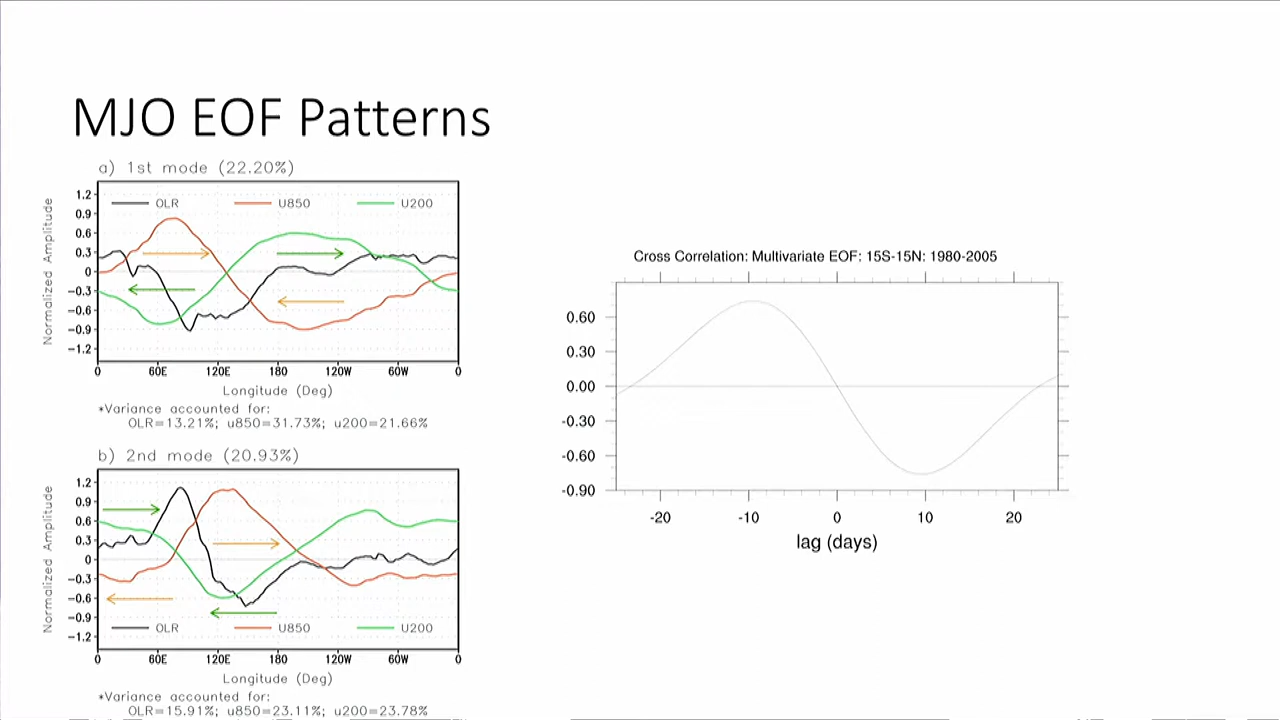 MJO EOF Patterns
a) 1st mode (22.20%)
Normalized Amplitude
OLR U850 U200
1.2
0.9
0.6
0.3
0
−0.3
−0.6
−0.9
−1.2
0 60E 120E 180 120W 60W 0
Longitude (Deg)
*Variance accounted for:
OLR=13.21%; u850=31.73%; u200=21.66%
b) 2nd mode (20.93%)
Normalized Amplitude
1.2
0.9
0.6
0.3
0
−0.3
−0.6
−0.9
−1.2
OLR U850 U200
0 60E 120E 180 120W 60W 0
Longitude (Deg)
*Variance accounted for:
OLR=15.91%; u850=23.11%; u200=23.78%
Cross Correlation: Multivariate EOF: 15S-15N: 1980-2005
0.60
0.30
0.00
-0.30
-0.60
-0.90
-20 -10 0 10 20
lag (days)